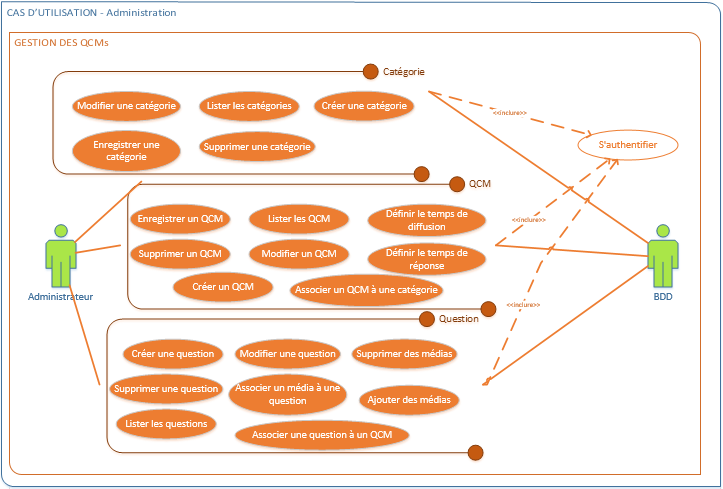 CAS D'UTILISATION - Administration
GESTION DES QCMs
Catégorie
Modifier une catégorie
Lister les catégories
Créer une catégorie
<<inclure>>
Enregistrer une
catégorie
Supprimer une catégorie
S'authentifier
QCM
Enregistrer un QCM
Lister les QCM
Définir le temps de
diffusion
<<inclure>>
Supprimer un QCM
Modifier un QCM
Définir le temps de
réponse
Créer un QCM
Associer un QCM à une catégorie
Administrateur
BDD
<<inclure>>
Question
Créer une question
Modifier une question
Supprimer des médias
Supprimer une question
Associer un média à une
question
Ajouter des médias
Lister les questions
Associer une question à un QCM